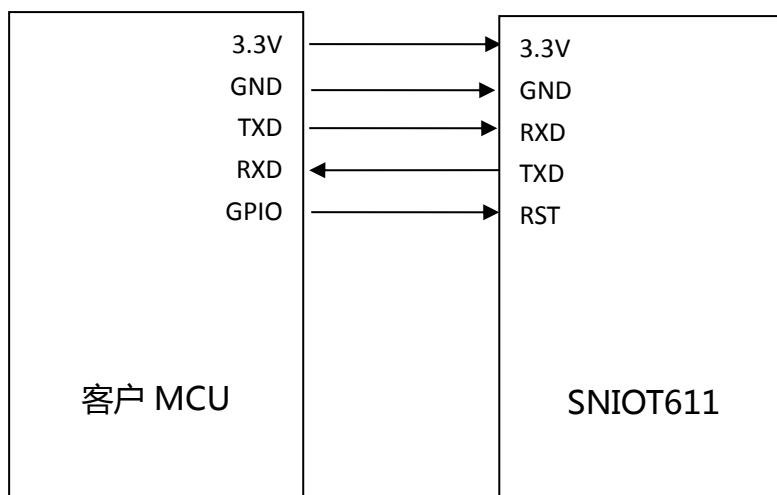 3.3V
GND
TXD
RXD
GPIO
客户 MCU
3.3V
GND
RXD
TXD
RST
SNIOT611